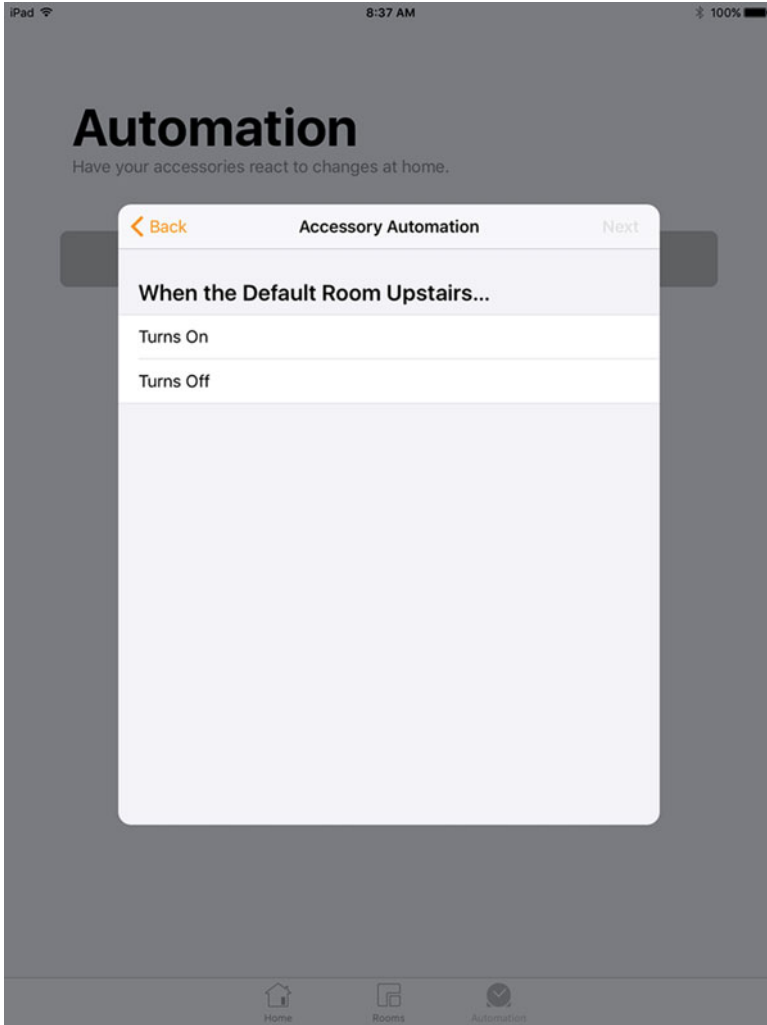 iPad 8:37 AM 100%
Automation
Have your accessories react to changes at home.
Back Accessory Automation Next
When the Default Room Upstairs...
Turns On
Turns Off
Home Rooms Automation